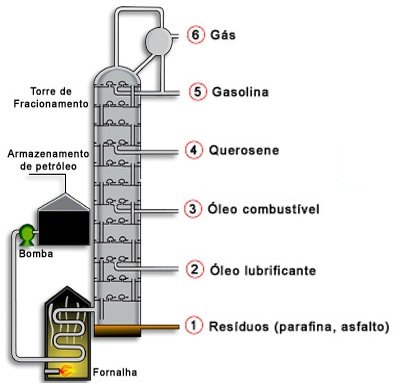 6 Gás
5 Gasolina
Torre de
Fracionamento
4 Querosene
Armazenamento
de petróleo
3 Óleo combustível
Bomba
2 Óleo lubrificante
1 Resíduos (parafina, asfalto)
Fornalha